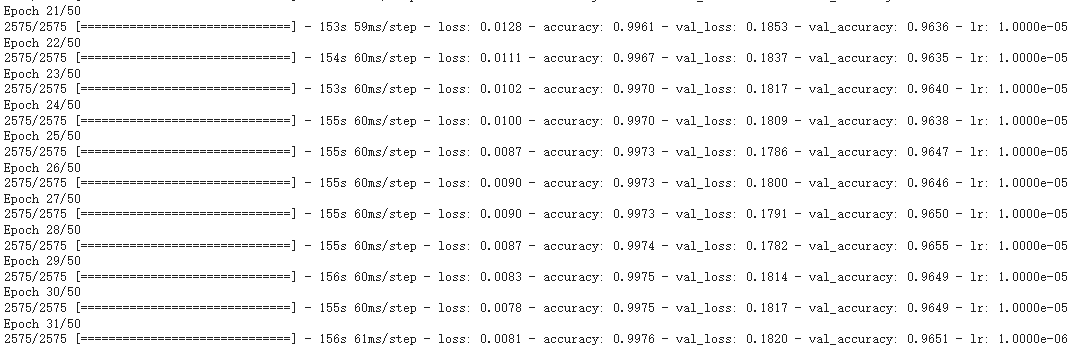 Epoch 21/50
2575/2575 [==============================] - 153s 59ms/step - loss: 0.0128 - accuracy: 0.9961 - val_loss: 0.1853 - val_accuracy: 0.9636 - lr: 1.0000e-05
Epoch 22/50
2575/2575 [==============================] - 154s 60ms/step - loss: 0.0111 - accuracy: 0.9967 - val_loss: 0.1837 - val_accuracy: 0.9635 - lr: 1.0000e-05
Epoch 23/50
2575/2575 [==============================] - 153s 60ms/step - loss: 0.0102 - accuracy: 0.9970 - val_loss: 0.1817 - val_accuracy: 0.9640 - lr: 1.0000e-05
Epoch 24/50
2575/2575 [==============================] - 155s 60ms/step - loss: 0.0100 - accuracy: 0.9970 - val_loss: 0.1809 - val_accuracy: 0.9638 - lr: 1.0000e-05
Epoch 25/50
2575/2575 [==============================] - 155s 60ms/step - loss: 0.0087 - accuracy: 0.9973 - val_loss: 0.1786 - val_accuracy: 0.9647 - lr: 1.0000e-05
Epoch 26/50
2575/2575 [==============================] - 155s 60ms/step - loss: 0.0090 - accuracy: 0.9973 - val_loss: 0.1800 - val_accuracy: 0.9646 - lr: 1.0000e-05
Epoch 27/50
2575/2575 [==============================] - 155s 60ms/step - loss: 0.0090 - accuracy: 0.9973 - val_loss: 0.1791 - val_accuracy: 0.9650 - lr: 1.0000e-05
Epoch 28/50
2575/2575 [==============================] - 155s 60ms/step - loss: 0.0087 - accuracy: 0.9974 - val_loss: 0.1782 - val_accuracy: 0.9655 - lr: 1.0000e-05
Epoch 29/50
2575/2575 [==============================] - 156s 60ms/step - loss: 0.0083 - accuracy: 0.9975 - val_loss: 0.1814 - val_accuracy: 0.9649 - lr: 1.0000e-05
Epoch 30/50
2575/2575 [==============================] - 155s 60ms/step - loss: 0.0078 - accuracy: 0.9975 - val_loss: 0.1817 - val_accuracy: 0.9649 - lr: 1.0000e-05
Epoch 31/50
2575/2575 [==============================] - 156s 61ms/step - loss: 0.0081 - accuracy: 0.9976 - val_loss: 0.1820 - val_accuracy: 0.9651 - lr: 1.0000e-06